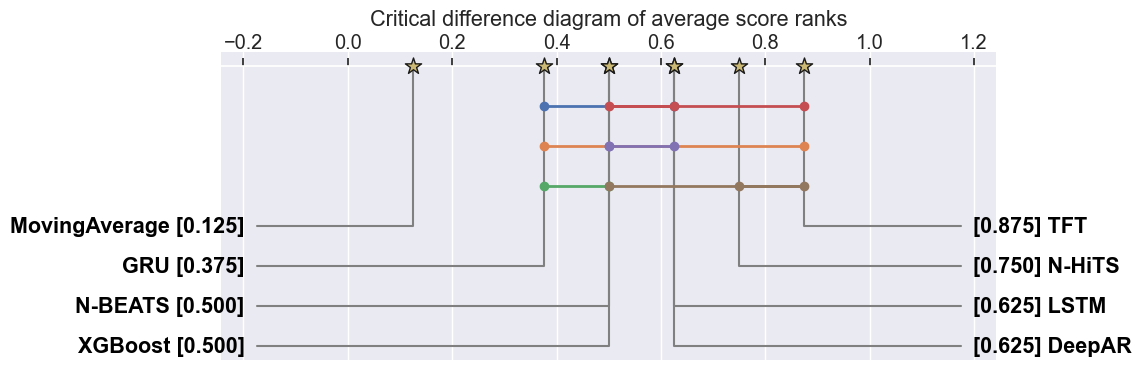 Critical difference diagram of average score ranks
−0.2 0.0 0.2 0.4 0.6 0.8 1.0 1.2
MovingAverage [0.125] [0.875] TFT
GRU [0.375] [0.750] N-HiTS
N-BEATS [0.500] [0.625] LSTM
XGBoost [0.500] [0.625] DeepAR